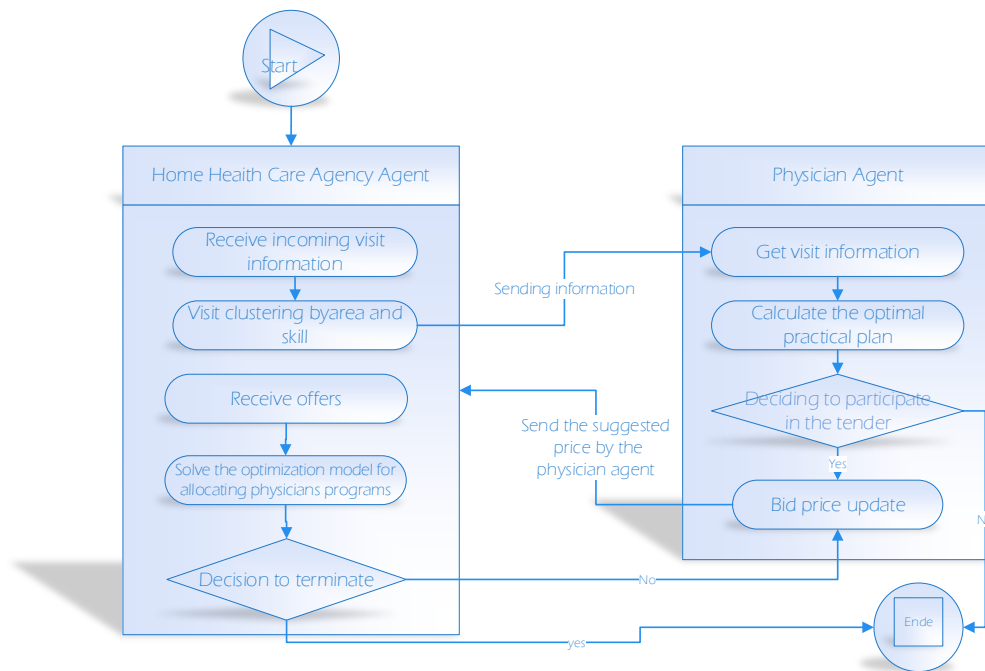 Start
Home Health Care Agency Agent
Receive incoming visit
information
Visit clustering byarea and
skill
Receive offers
Solve the optimization model for
allocating physicians programs
Decision to terminate
Sending information
Send the suggested
price by the
physician agent
No
yes
Physician Agent
Get visit information
Calculate the optimal
practical plan
Deciding to participate
in the tender
Yes
Bid price update
Ende